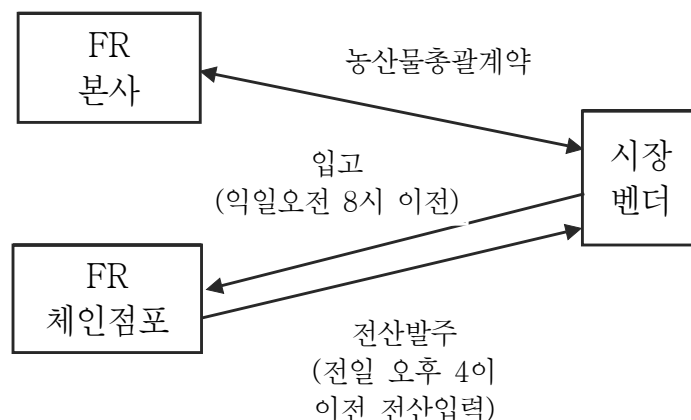 FR
본사
농산물총괄계약
시장
벤더
입고
(익일오전 8시 이전)
FR
체인점포
전산발주
(전일 오후 4이
이전 전산입력)